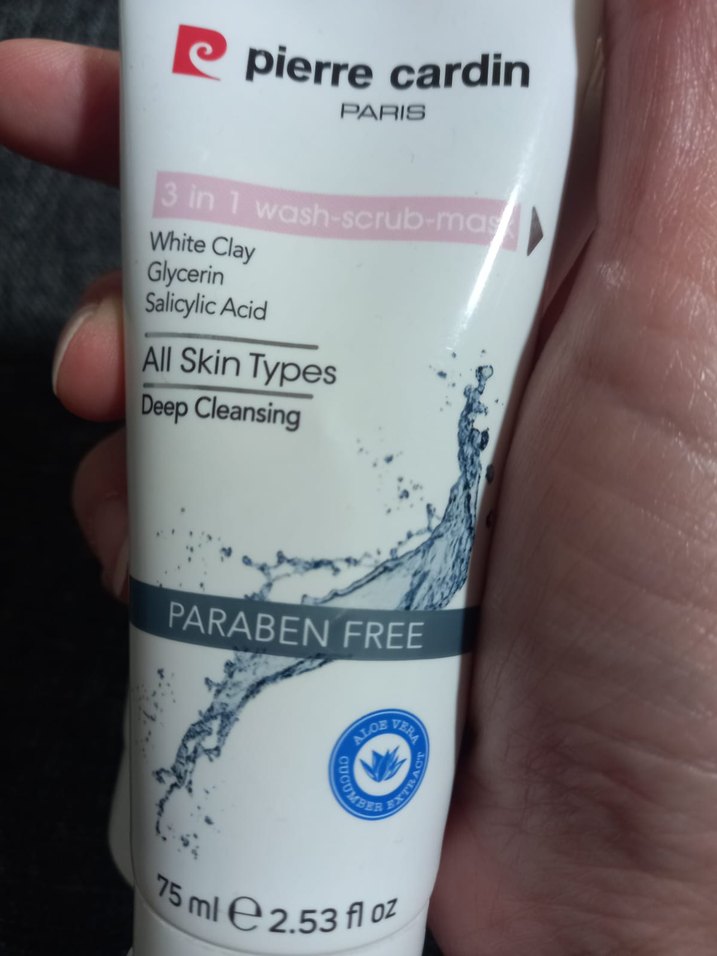 pierre cardin
PARIS
3 in 1 wash-scrub-mask
White Clay
Glycerin
Salicylic Acid
All Skin Types
Deep Cleansing
PARABEN FREE
ALOE VERA
CUCUMBER EXTRACT
75 ml e 2.53 fl oz